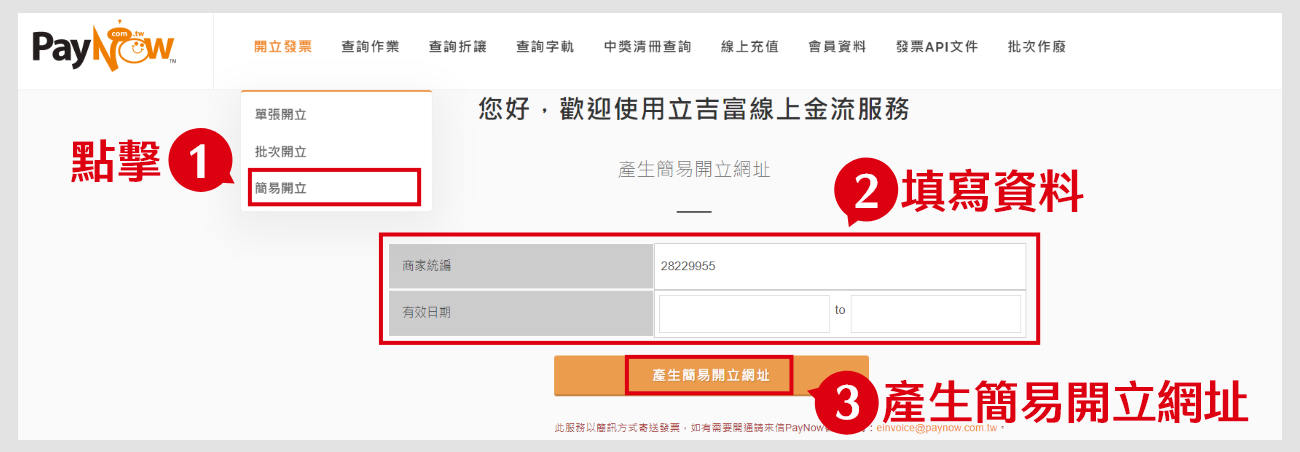 PayNow
com .tw
TM
開立發票 查詢作業 查詢折讓 查詢字軌 中獎清冊查詢 線上充值 會員資料 發票API文件 批次作廢
單張開立
批次開立
簡易開立
點擊 1
您好，歡迎使用立吉富線上金流服務
產生簡易開立網址
2 填寫資料
商家統編 28229955
有效日期 to
產生簡易開立網址
3 產生簡易開立網址
此服務以簡訊方式寄送發票，如有需要開通請來信PayNow ：einvoice@paynow.com.tw。